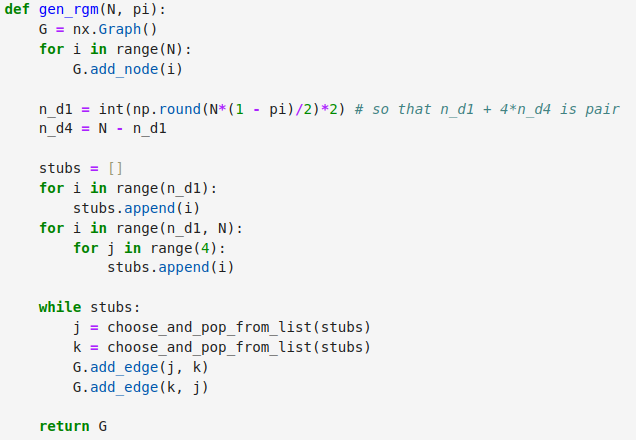 def gen_rgm(N, pi):
    G = nx.Graph()
    for i in range(N):
        G.add_node(i)

    n_d1 = int(np.round(N*(1 - pi)/2)*2) # so that n_d1 + 4*n_d4 is pair
    n_d4 = N - n_d1

    stubs = []
    for i in range(n_d1):
        stubs.append(i)
    for i in range(n_d1, N):
        for j in range(4):
            stubs.append(i)

    while stubs:
        j = choose_and_pop_from_list(stubs)
        k = choose_and_pop_from_list(stubs)
        G.add_edge(j, k)
        G.add_edge(k, j)

    return G